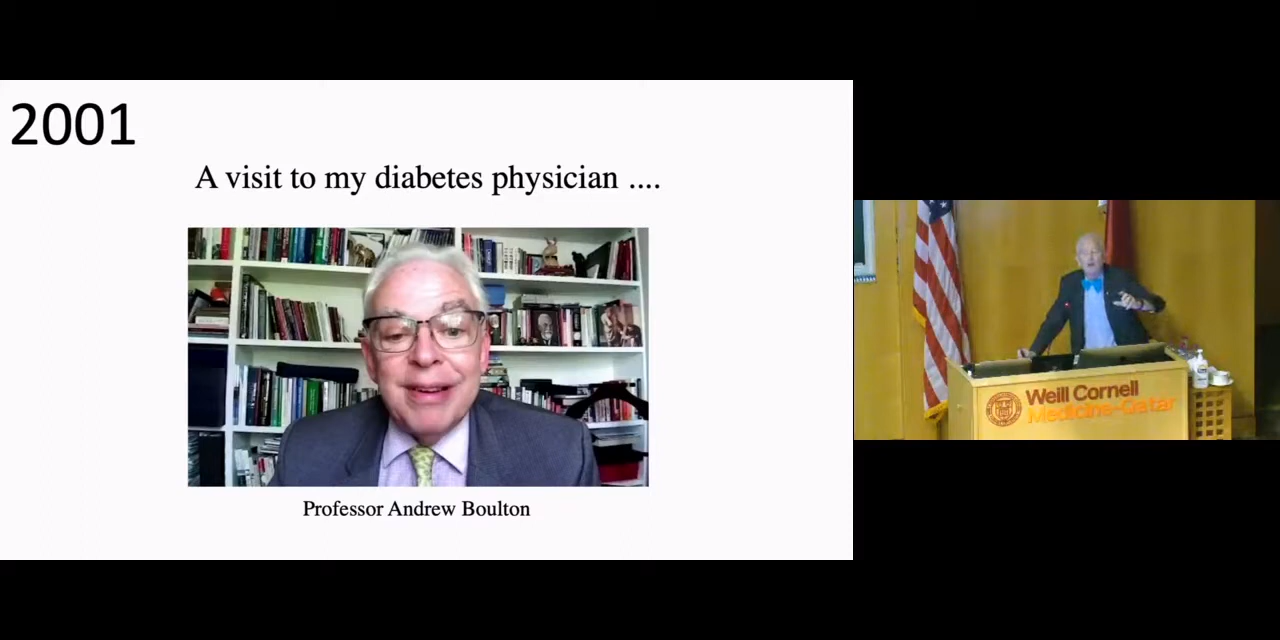 2001
A visit to my diabetes physician ....
Professor Andrew Boulton
Weill Cornell
Medicine-Qatar